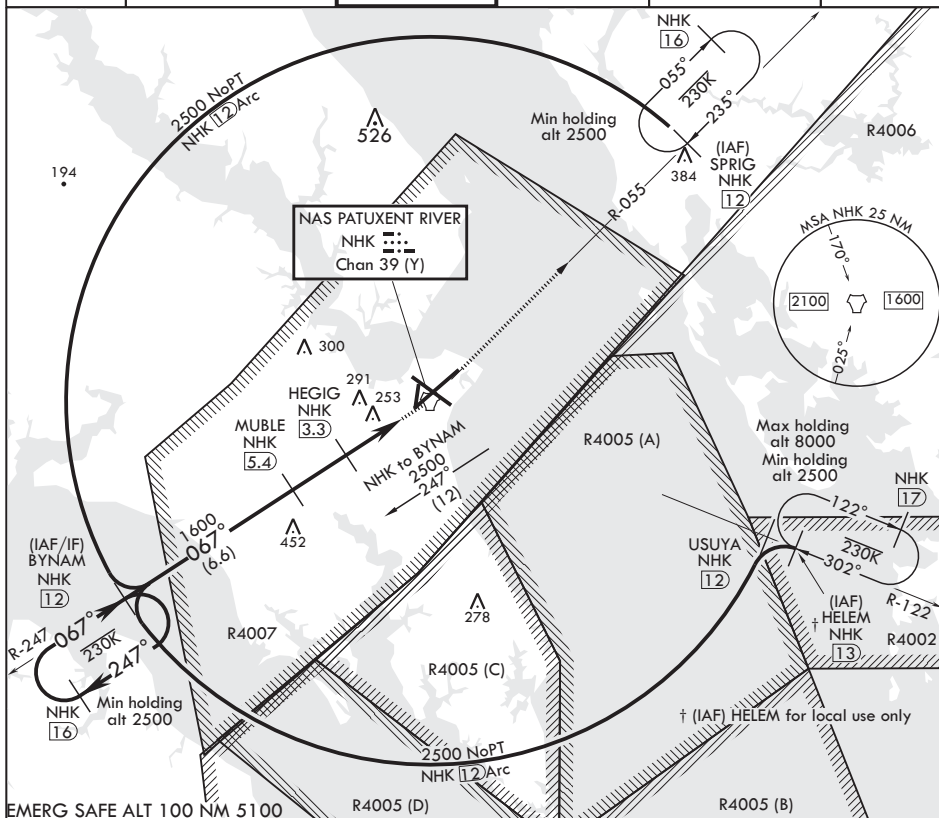 NHK
16
055°
230K
235°
2500 NoPT
NHK 12 Arc
526
Min holding
alt 2500
R4006
194
384
(IAF)
SPRIG
NHK
12
R-055
NAS PATUXENT RIVER
NHK
Chan 39 (Y)
MSA NHK 25 NM
170°
2100
1600
025°
300
HEGIG
NHK
3.3
291
253
MUBLE
NHK
5.4
NHK to BYNAM
2500
247°
(12)
R4005 (A)
Max holding
alt 8000
Min holding
alt 2500
NHK
17
122°
230K
302°
R-122
1600
067°
(6.6)
452
(IAF/IF)
BYNAM
NHK
12
USUYA
NHK
12
† (IAF)
HELEM
NHK
13
R4002
R-247
067°
230K
247°
NHK
16
Min holding
alt 2500
R4007
278
R4005 (C)
† (IAF) HELEM for local use only
2500 NoPT
NHK 12 Arc
EMERG SAFE ALT 100 NM 5100
R4005 (D)
R4005 (B)